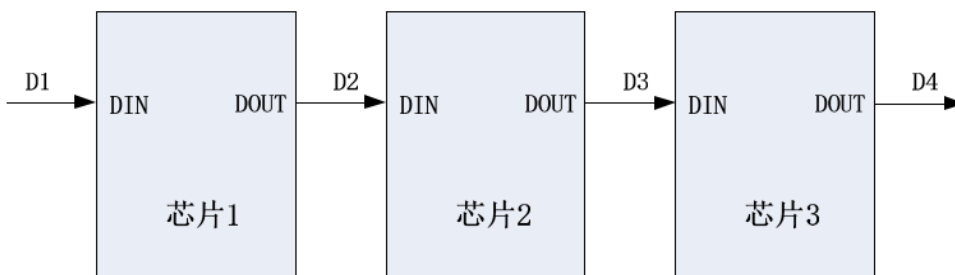 D1 D2 D3 D4
DIN DOUT DIN DOUT DIN DOUT
芯片1 芯片2 芯片3